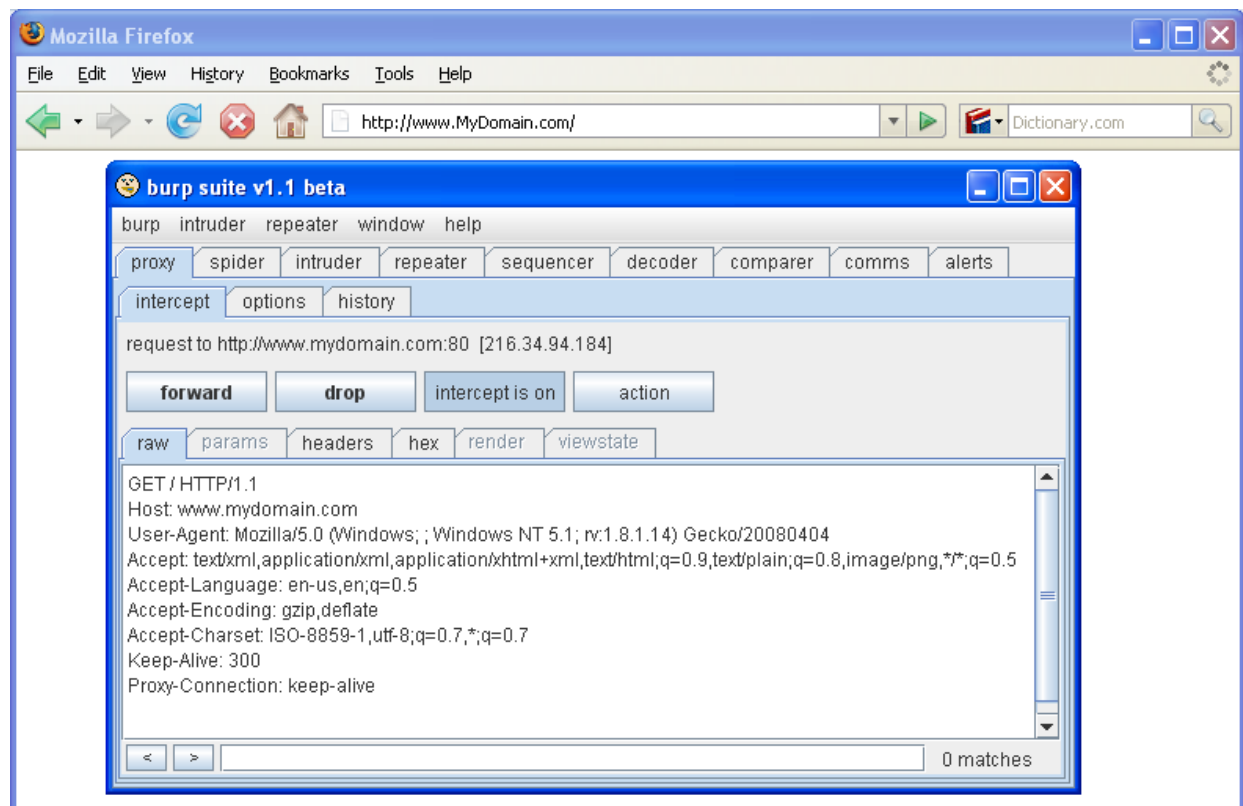 Mozilla Firefox
File Edit View History Bookmarks Tools Help
http://www.MyDomain.com/ Dictionary.com
burp suite v1.1 beta
burp intruder repeater window help
proxy spider intruder repeater sequencer decoder comparer comms alerts
intercept options history
request to http://www.mydomain.com:80 [216.34.94.184]
forward drop intercept is on action
raw params headers hex render viewstate
GET / HTTP/1.1
Host: www.mydomain.com
User-Agent: Mozilla/5.0 (Windows; ; Windows NT 5.1; rv:1.8.1.14) Gecko/20080404
Accept: text/xml,application/xml,application/xhtml+xml,text/html;q=0.9,text/plain;q=0.8,image/png,*/*;q=0.5
Accept-Language: en-us,en;q=0.5
Accept-Encoding: gzip,deflate
Accept-Charset: ISO-8859-1,utf-8;q=0.7,*;q=0.7
Keep-Alive: 300
Proxy-Connection: keep-alive
< > 0 matches